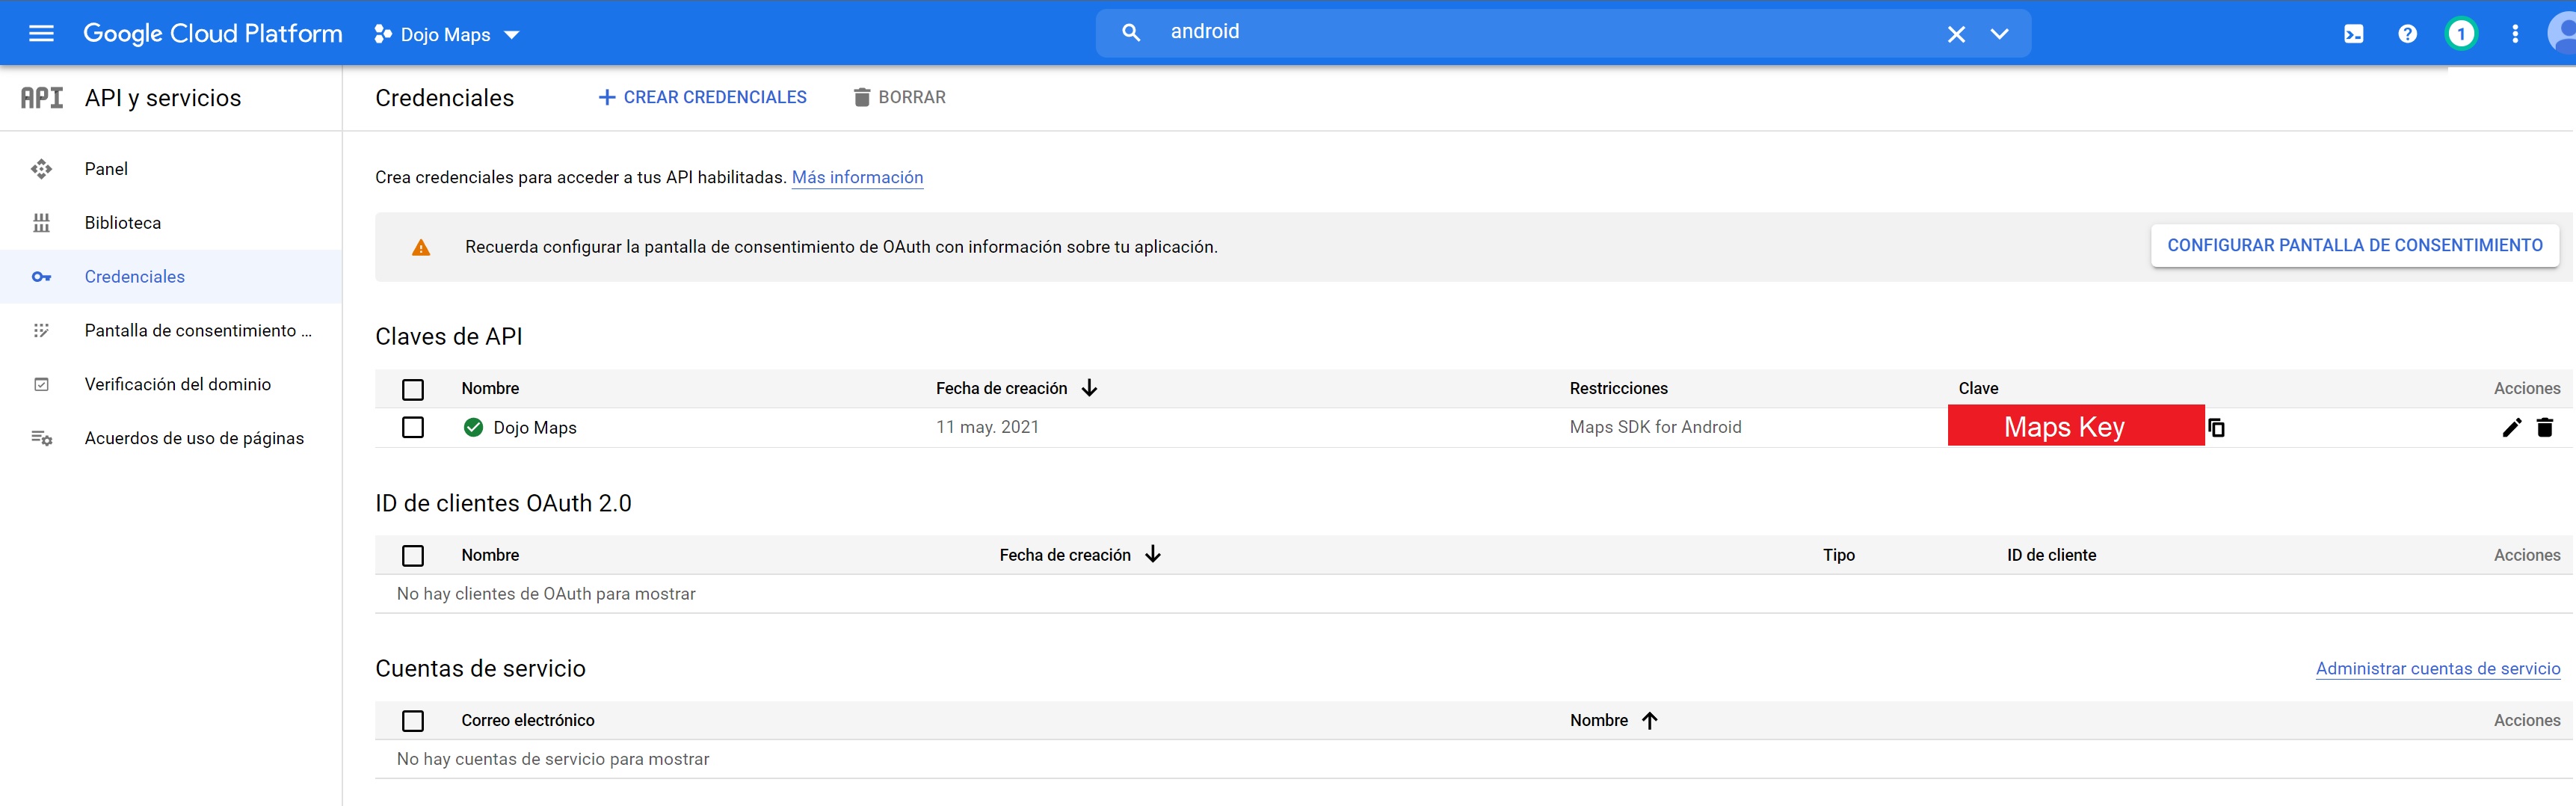 Google Cloud Platform
Dojo Maps
android
1
API
API y servicios
Credenciales
CREAR CREDENCIALES
BORRAR
Panel
Biblioteca
Credenciales
Pantalla de consentimiento ...
Verificación del dominio
Acuerdos de uso de páginas
Crea credenciales para acceder a tus API habilitadas. Más información
Recuerda configurar la pantalla de consentimiento de OAuth con información sobre tu aplicación.
CONFIGURAR PANTALLA DE CONSENTIMIENTO
Claves de API
Nombre Fecha de creación Restricciones Clave Acciones
Dojo Maps 11 may. 2021 Maps SDK for Android Maps Key
ID de clientes OAuth 2.0
Nombre Fecha de creación Tipo ID de cliente Acciones
No hay clientes de OAuth para mostrar
Cuentas de servicio
Administrar cuentas de servicio
Correo electrónico Nombre Acciones
No hay cuentas de servicio para mostrar